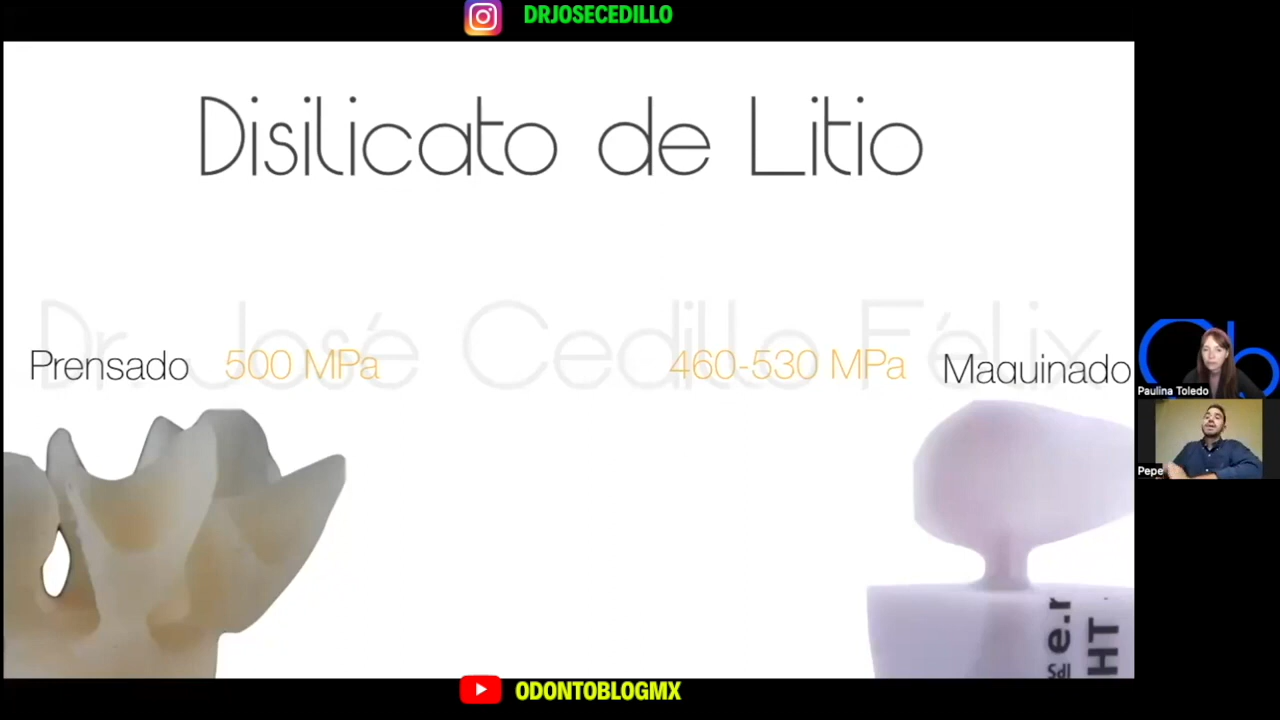 DRJOSECEDILLO
Disilicato de Litio
Dr. José Cedillo Félix
Prensado 500 MPa
460-530 MPa Maquinado
Paulina Toledo
Pepe
e.r
HT
ODONTOBLOGMX